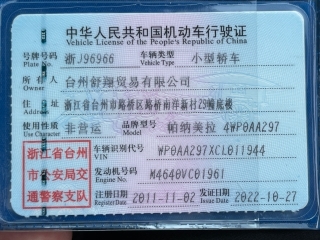 中华人民共和国机动车行驶证
Vehicle License of the People's Republic of China
号牌号码 Plate No. 浙J96966 车辆类型 Vehicle Type 小型轿车
所有人 Owner 台州舒翔贸易有限公司
住址 Address 浙江省台州市路桥区路桥南洋新村29幢底楼
使用性质 Use Character 非营运 品牌型号 Model 帕纳美拉 4WP0AA297
浙江省台州市公安局交通警察支队
车辆识别代号 VIN WP0AA297XCL011944
发动机号码 Engine No. M4640VC01961
注册日期 Register Date 2011-11-02 发证日期 Issue Date 2022-10-27